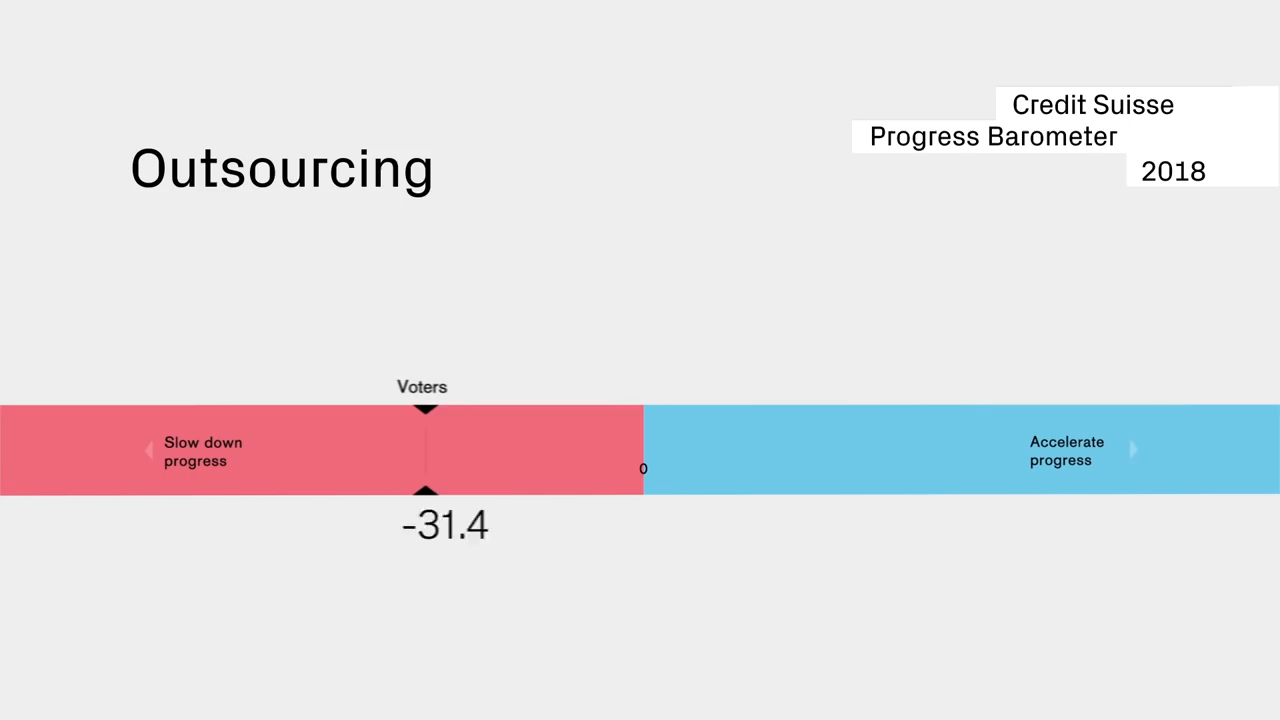 Credit Suisse
Progress Barometer
2018
Outsourcing
Voters
Slow down
progress
0
Accelerate
progress
-31.4